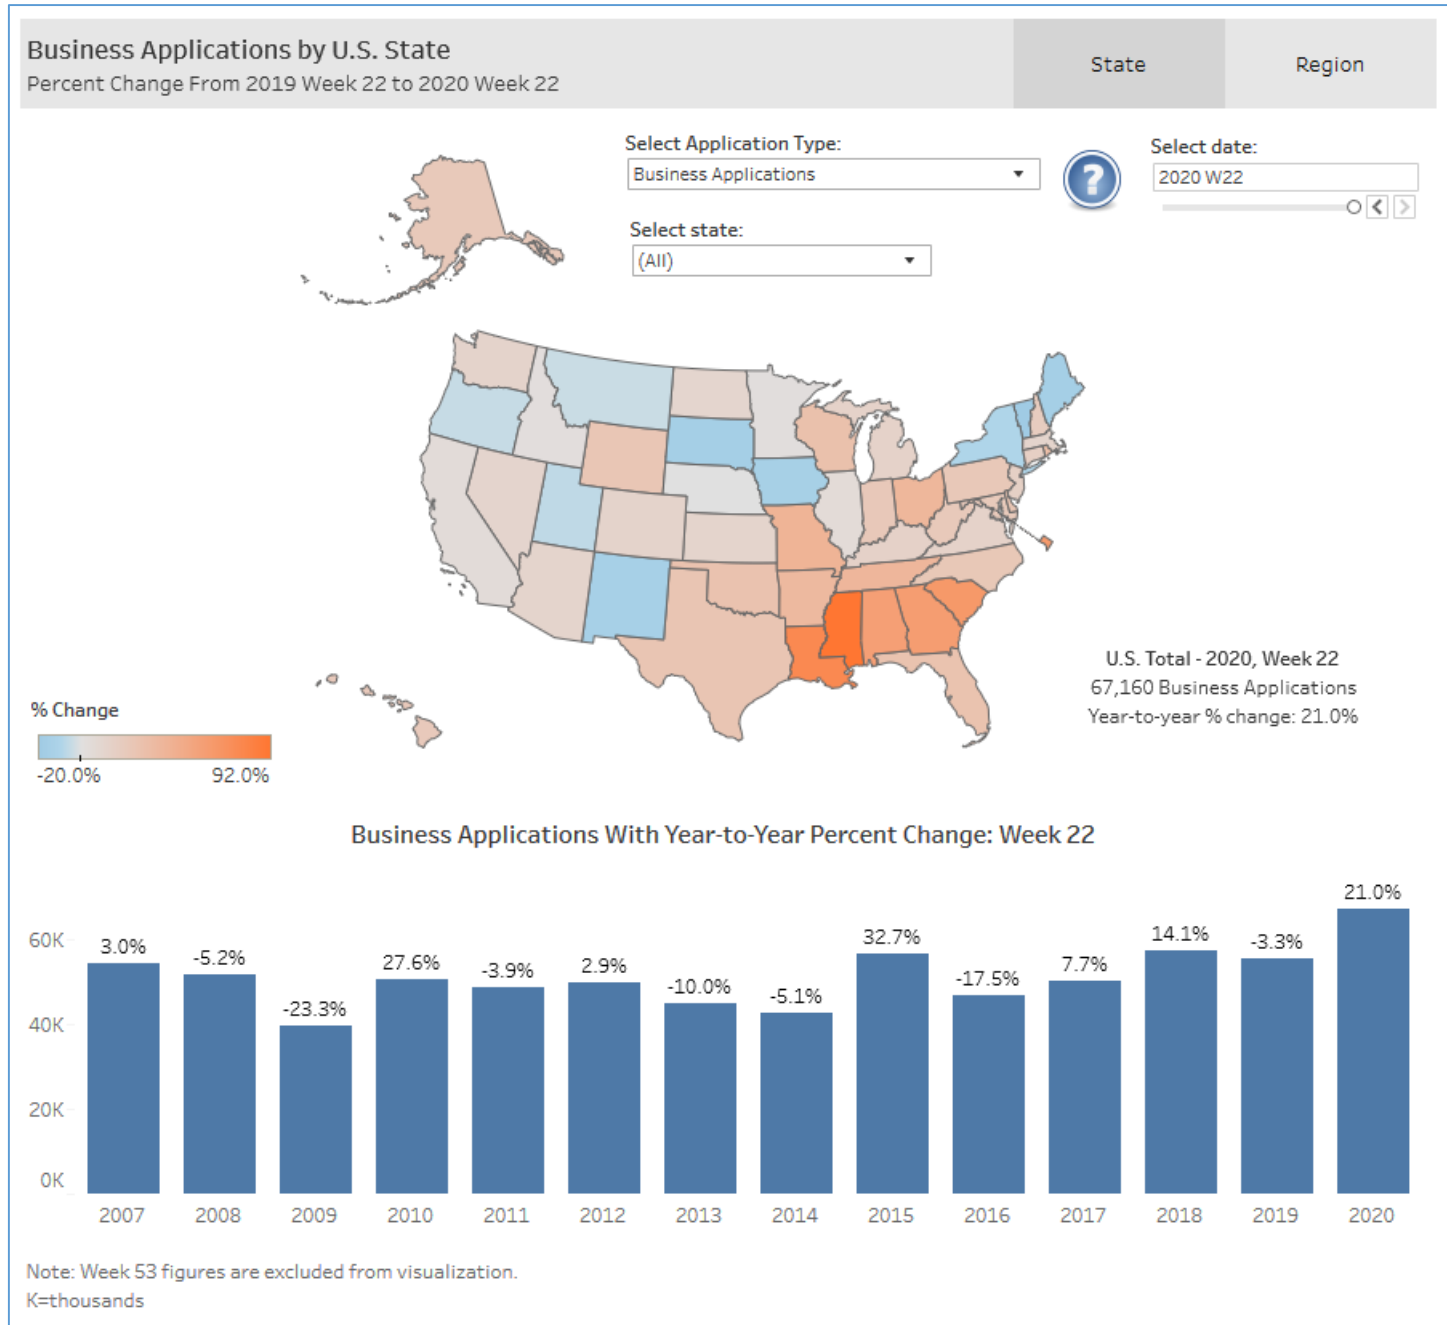 Business Applications by U.S. State
Percent Change From 2019 Week 22 to 2020 Week 22
State
Region
Select Application Type:
Business Applications
?
Select date:
2020 W22
Select state:
(All)
U.S. Total - 2020, Week 22
67,160 Business Applications
Year-to-year % change: 21.0%
% Change
-20.0% 92.0%
Business Applications With Year-to-Year Percent Change: Week 22
60K
40K
20K
0K
3.0%
-5.2%
-23.3%
27.6%
-3.9%
2.9%
-10.0%
-5.1%
32.7%
-17.5%
7.7%
14.1%
-3.3%
21.0%
2007 2008 2009 2010 2011 2012 2013 2014 2015 2016 2017 2018 2019 2020
Note: Week 53 figures are excluded from visualization.
K=thousands